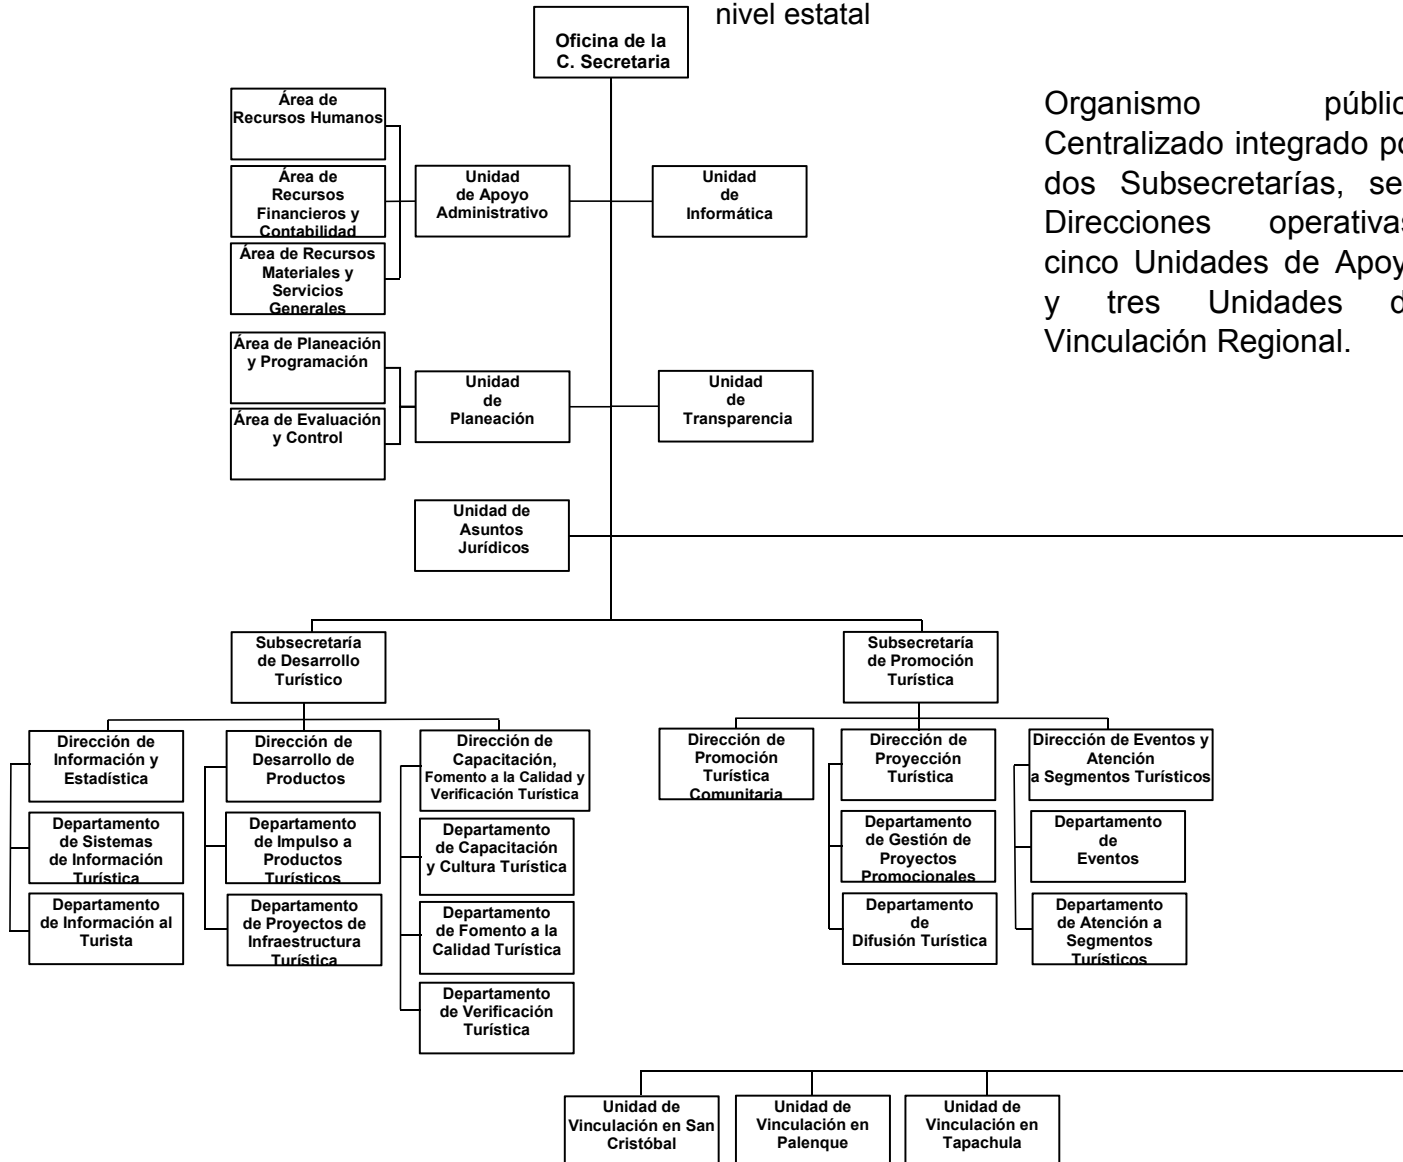 nivel estatal
Oficina de la
C. Secretaria
Organismo
Centralizado integrado
dos Subsecretarías,
Direcciones
cinco Unidades de
y tres Unidades
Vinculación Regional.
Área de
Recursos Humanos
Área de
Recursos
Financieros y
Contabilidad
Área de Recursos
Materiales y
Servicios
Generales
Unidad
de Apoyo
Administrativo
Unidad
de
Informática
Área de Planeación
y Programación
Área de Evaluación
y Control
Unidad
de
Planeación
Unidad
de
Transparencia
Unidad de
Asuntos
Jurídicos
Subsecretaría
de Desarrollo
Turístico
Subsecretaría
de Promoción
Turística
Dirección de
Información y
Estadística
Departamento
de Sistemas
de Información
Turística
Departamento
de Información al
Turista
Dirección de
Desarrollo de
Productos
Departamento
de Impulso a
Productos
Turísticos
Departamento
de Proyectos de
Infraestructura
Turística
Dirección de
Capacitación,
Fomento a la Calidad y
Verificación Turística
Departamento
de Capacitación
y Cultura Turística
Departamento
de Fomento a la
Calidad Turística
Departamento
de Verificación
Turística
Dirección de
Promoción
Turística
Comunitaria
Dirección de
Proyección
Turística
Departamento
de Gestión de
Proyectos
Promocionales
Departamento
de
Difusión Turística
Dirección de Eventos y
Atención
a Segmentos Turísticos
Departamento
de
Eventos
Departamento
de Atención a
Segmentos
Turísticos
Unidad de
Vinculación en San
Cristóbal
Unidad de
Vinculación en
Palenque
Unidad de
Vinculación en
Tapachula